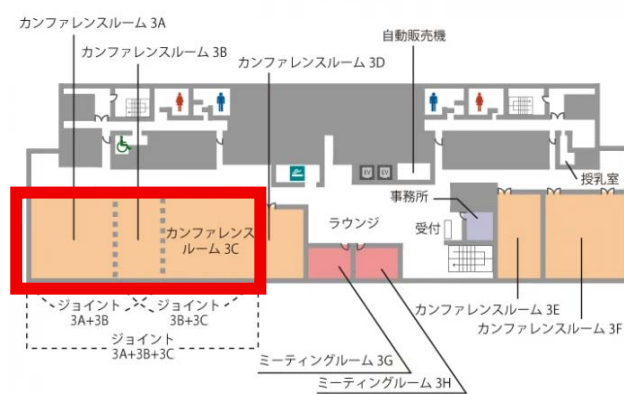 カンファレンスルーム 3A
カンファレンスルーム 3B
カンファレンスルーム 3D
自動販売機
EV EV
授乳室
事務所
ラウンジ
受付
カンファレンス
ルーム 3C
ジョイント
3A+3B
ジョイント
3B+3C
ジョイント
3A+3B+3C
カンファレンスルーム 3E
カンファレンスルーム 3F
ミーティングルーム 3G
ミーティングルーム 3H